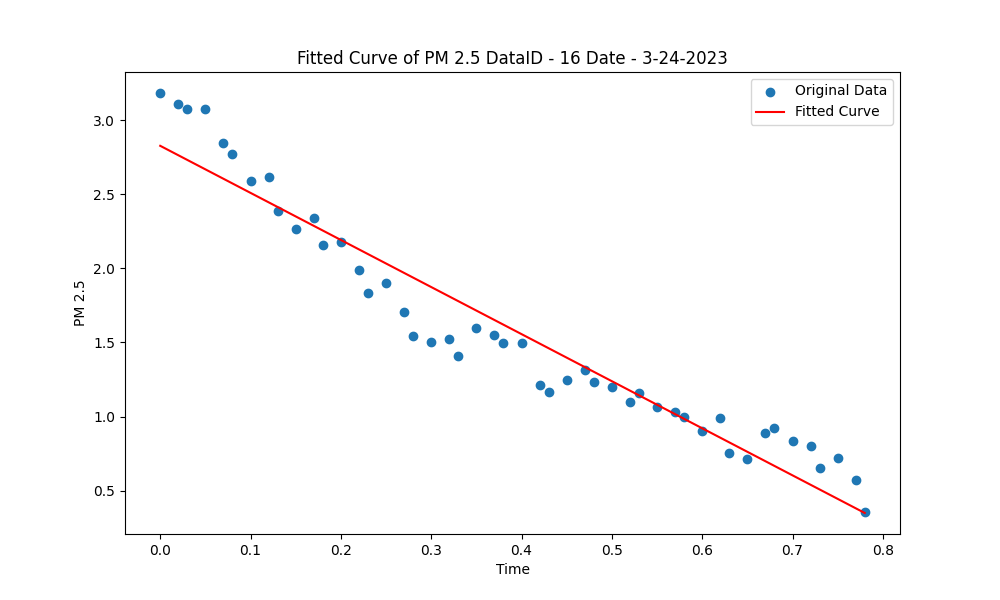 Fitted Curve of PM 2.5 DataID - 16 Date - 3-24-2023
Original Data
Fitted Curve
PM 2.5
3.0
2.5
2.0
1.5
1.0
0.5
0.0 0.1 0.2 0.3 0.4 0.5 0.6 0.7 0.8
Time